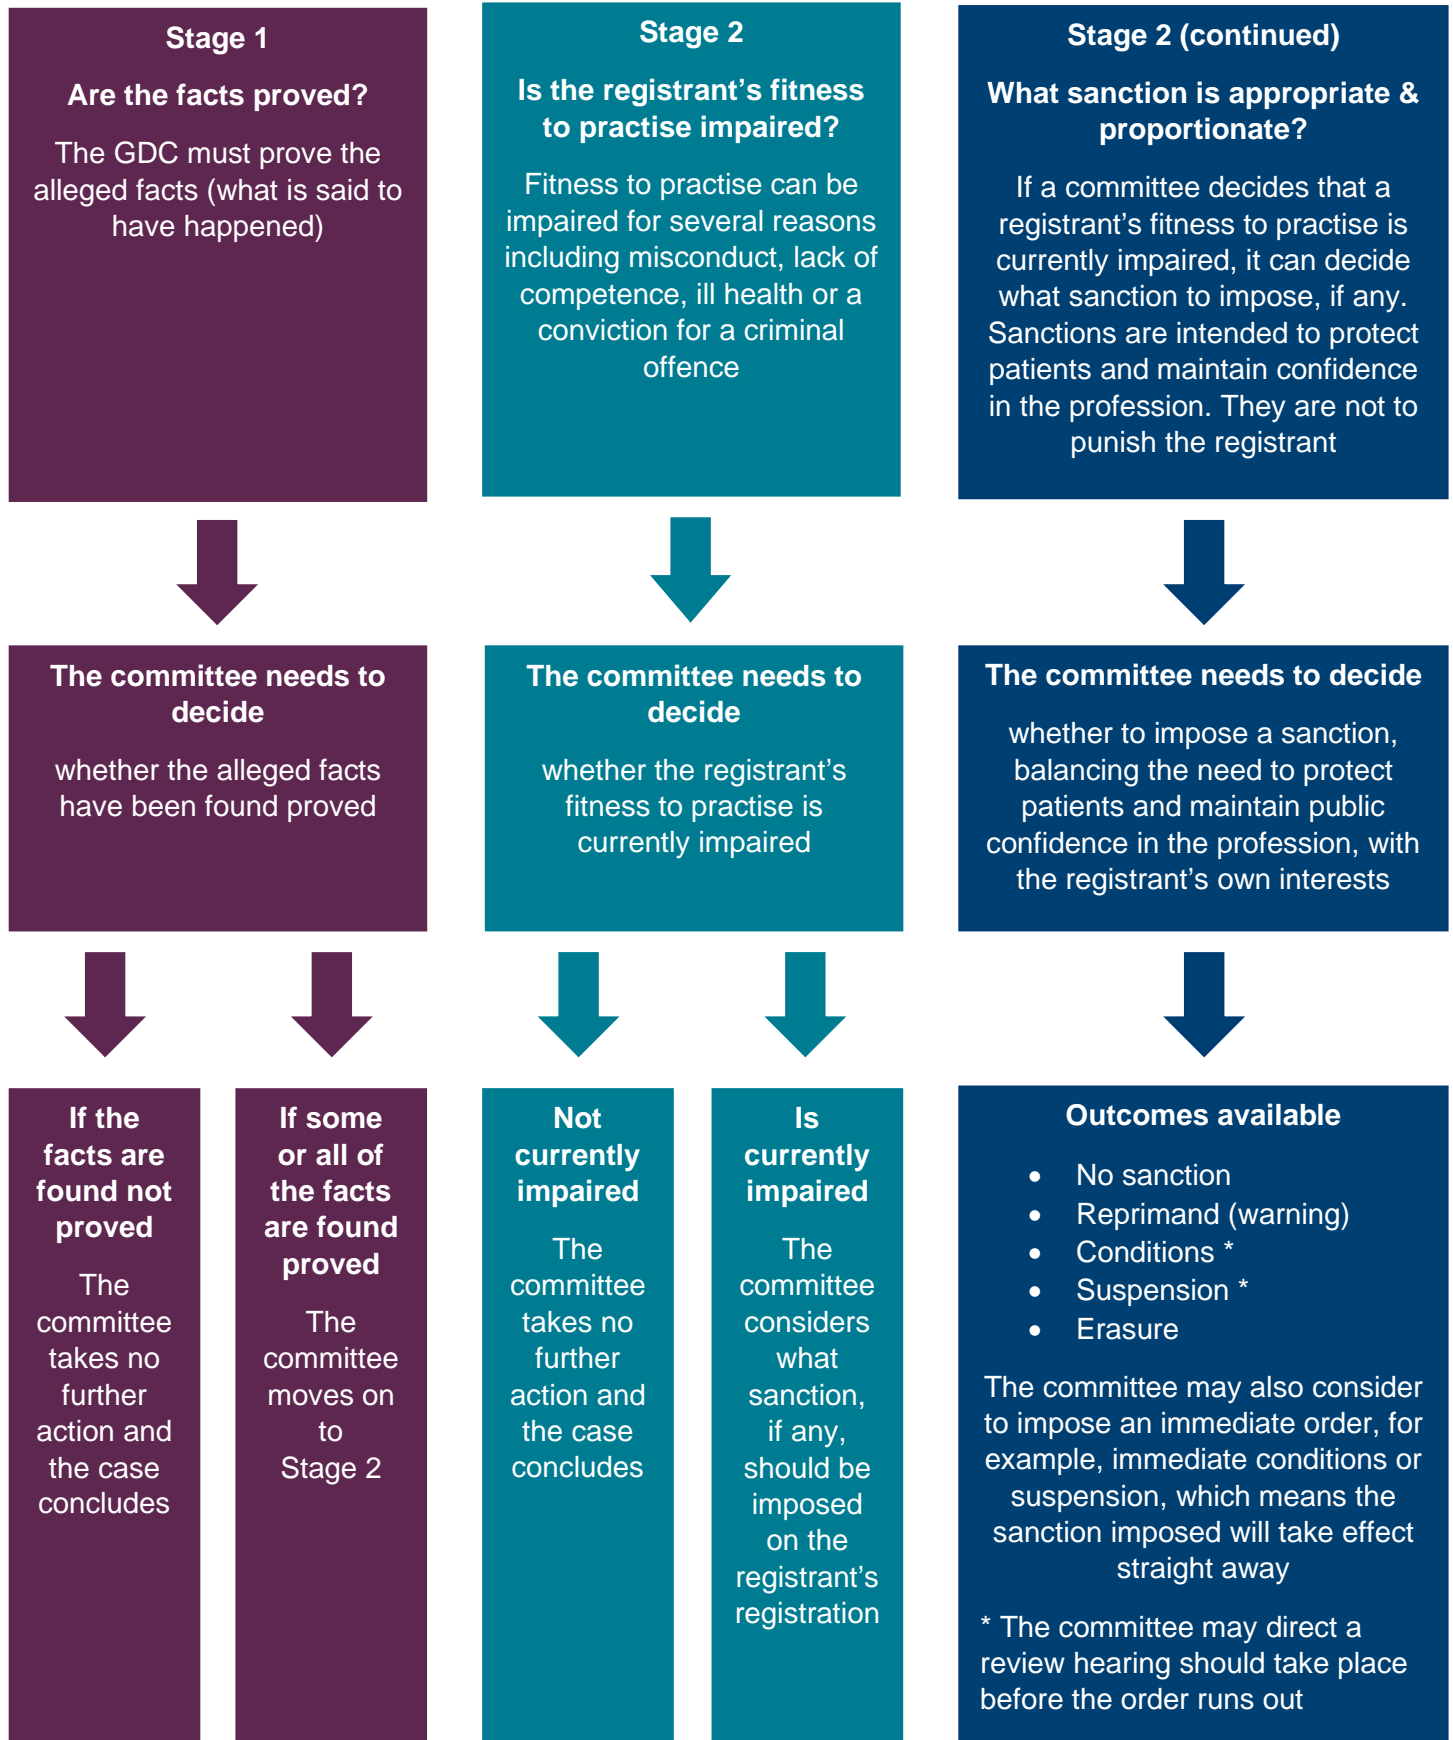 Stage 1
Are the facts proved?
The GDC must prove the
alleged facts (what is said to
have happened)
The committee needs to
decide
whether the alleged facts
have been found proved
If the
facts are
found not
proved
The
committee
takes no
further
action and
the case
concludes
If some
or all of
the facts
are found
proved
The
committee
moves on
to
Stage 2
Stage 2
Is the registrant’s fitness
to practise impaired?
Fitness to practise can be
impaired for several reasons
including misconduct, lack of
competence, ill health or a
conviction for a criminal
offence
The committee needs to
decide
whether the registrant’s
fitness to practise is
currently impaired
Not
currently
impaired
The
committee
takes no
further
action and
the case
concludes
Is
currently
impaired
The
committee
considers
what
sanction,
if any,
should be
imposed
on the
registrant’s
registration
Stage 2 (continued)
What sanction is appropriate &
proportionate?
If a committee decides that a
registrant’s fitness to practise is
currently impaired, it can decide
what sanction to impose, if any.
Sanctions are intended to protect
patients and maintain confidence
in the profession. They are not to
punish the registrant
The committee needs to decide
whether to impose a sanction,
balancing the need to protect
patients and maintain public
confidence in the profession, with
the registrant’s own interests
Outcomes available
• No sanction
• Reprimand (warning)
• Conditions *
• Suspension *
• Erasure
The committee may also consider
to impose an immediate order, for
example, immediate conditions or
suspension, which means the
sanction imposed will take effect
straight away
* The committee may direct a
review hearing should take place
before the order runs out